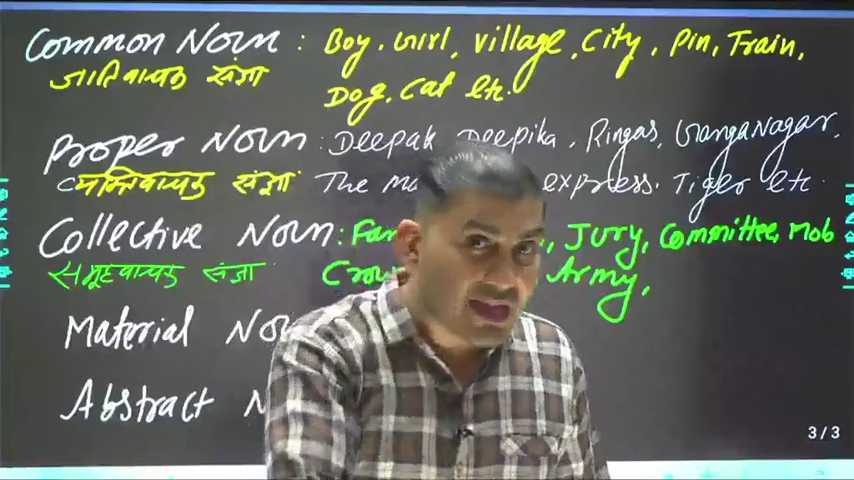 Common Noun : Boy, Girl, village, City, Pin, Train,
जातिवाचक संज्ञा
Dog, Cat etc.
Proper Noun : Deepak, Deepika, Ringas, GangaNagar,
व्यक्तिवाचक संज्ञा The express. Tiger etc
Collective Noun : Jury, Committee, Mob
समूहवाचक संज्ञा Army,
Material
Abstract
3/3